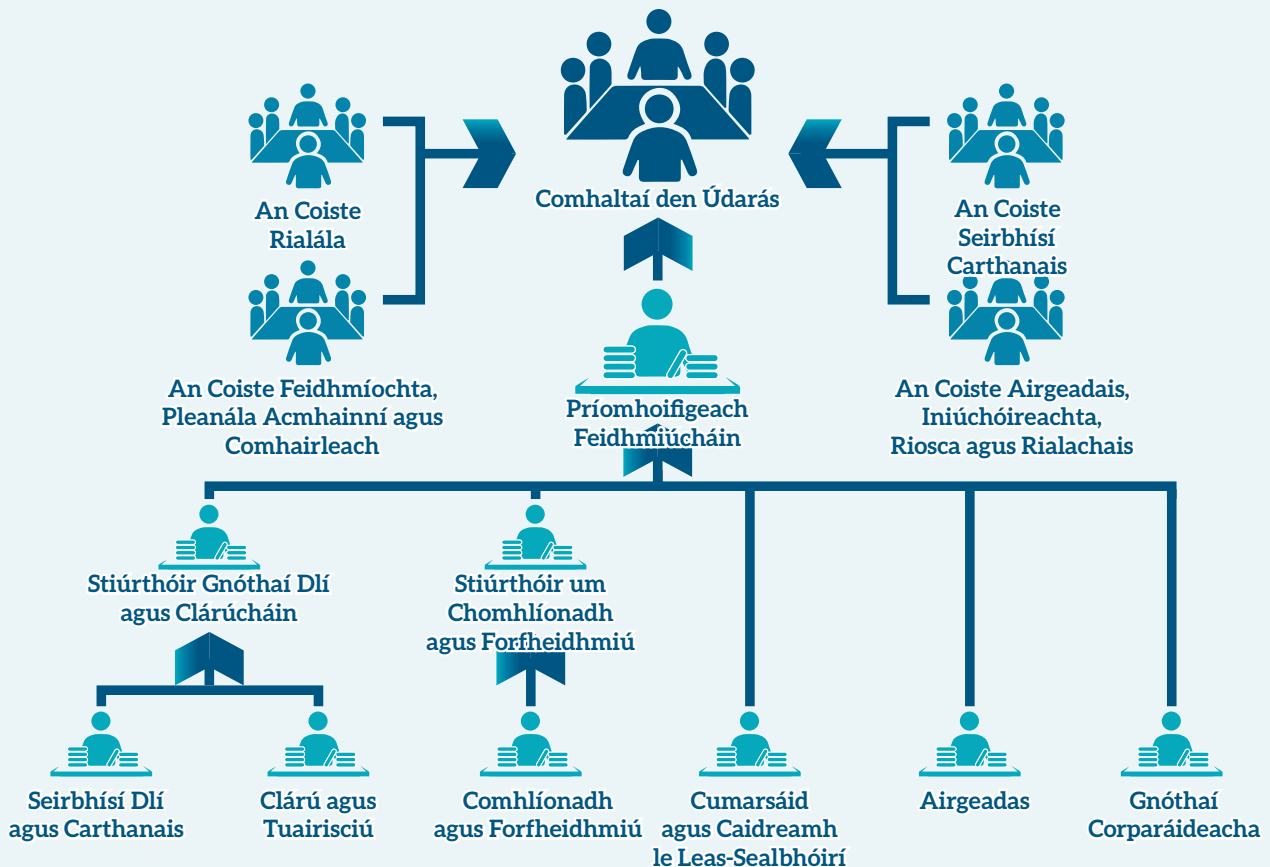 Comhaltaí den Údarás
An Coiste
Rialála
An Coiste
Seirbhísí
Carthanais
An Coiste Feidhmíochta,
Pleanála Acmhainní agus
Comhairleach
Príomhoifigeach
Feidhmiúcháin
An Coiste Airgeadais,
Iniúchóireachta,
Riosca agus Rialachais
Stiúrthóir Gnóthaí Dlí
agus Clárúcháin
Stiúrthóir um
Chomhlíonadh
agus Forfheidhmiú
Seirbhísí Dlí
agus Carthanais
Clárú agus
Tuairisciú
Comhlíonadh
agus Forfheidhmiú
Cumarsáid
agus Caidreamh
le Leas-Sealbhóirí
Airgeadas
Gnóthaí
Corparáideacha